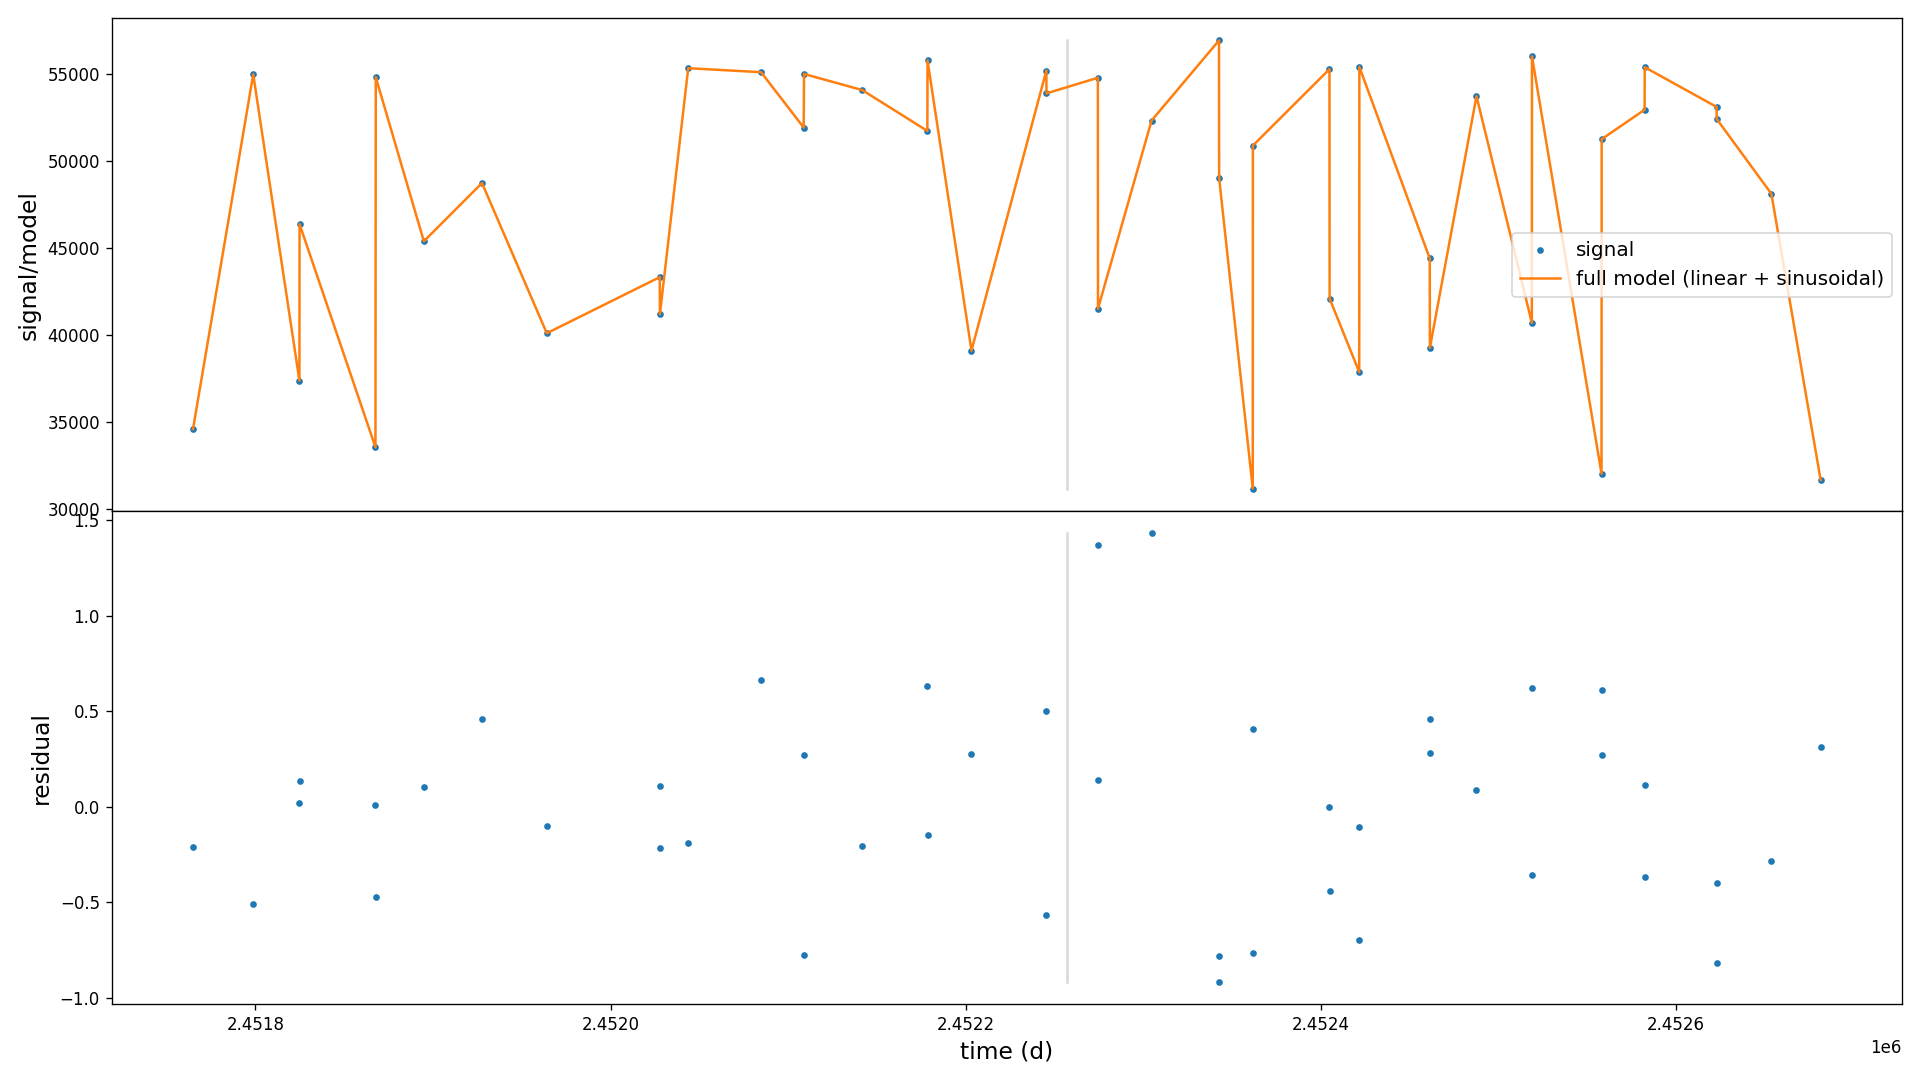 signal/model
55000
50000
45000
40000
35000
30000
signal
full model (linear + sinusoidal)
residual
1.5
1.0
0.5
0.0
−0.5
−1.0
2.4518
2.4520
2.4522
2.4524
2.4526
time (d)
1e6